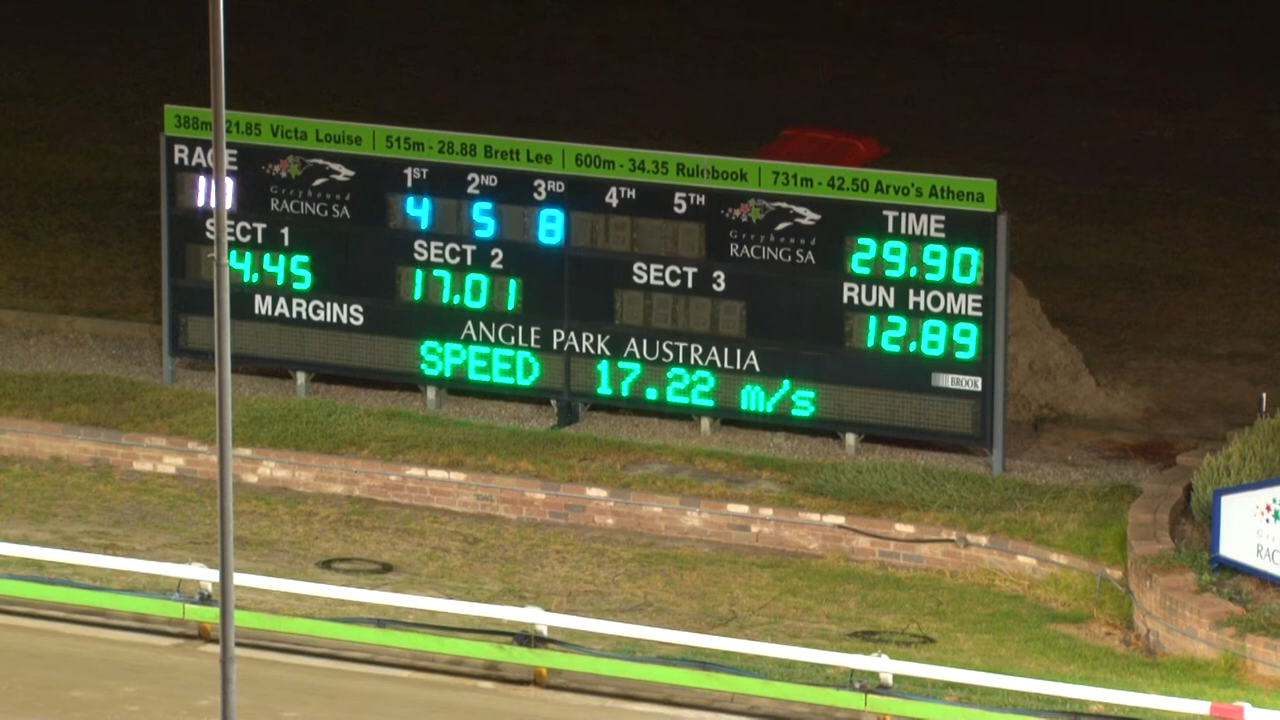 388m 21.85 Victa Louise | 515m - 28.88 Brett Lee | 600m - 34.35 Rulebook | 731m - 42.50 Arvo's Athena
RACE
10
Greyhound
RACING SA
1ST 2ND 3RD 4TH 5TH
4 5 8
Greyhound
RACING SA
TIME
29.90
SECT 1
4.45
SECT 2
17.01
SECT 3
RUN HOME
12.89
MARGINS
ANGLE PARK AUSTRALIA
SPEED 17.22 m/s
BROOK